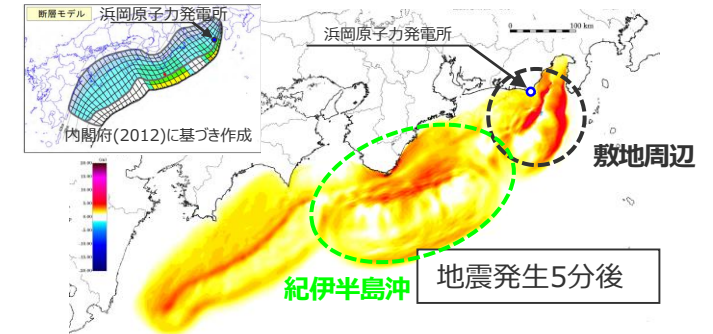 断層モデル
浜岡原子力発電所
内閣府(2012)に基づき作成
浜岡原子力発電所
0 100 km
敷地周辺
紀伊半島沖
地震発生5分後